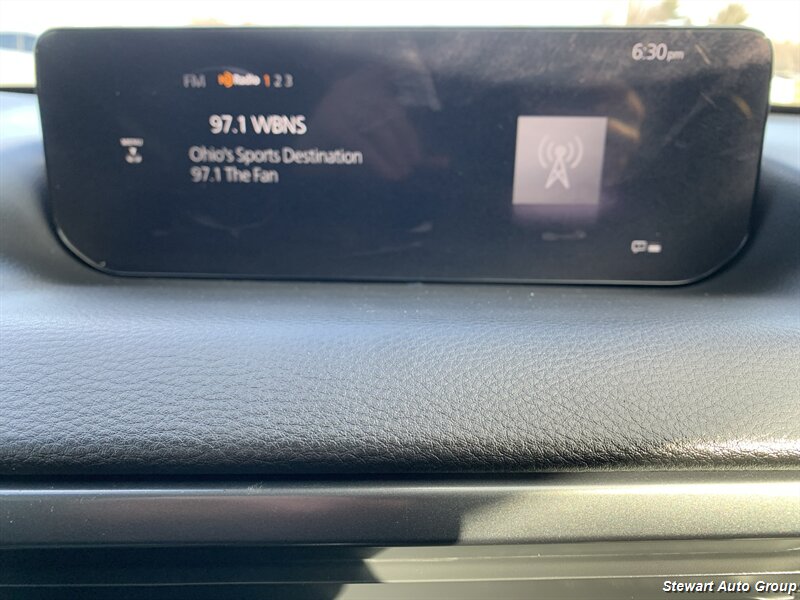 6:30pm
FM HD Radio 1 2 3
97.1 WBNS
Ohio's Sports Destination
97.1 The Fan
Stewart Auto Group